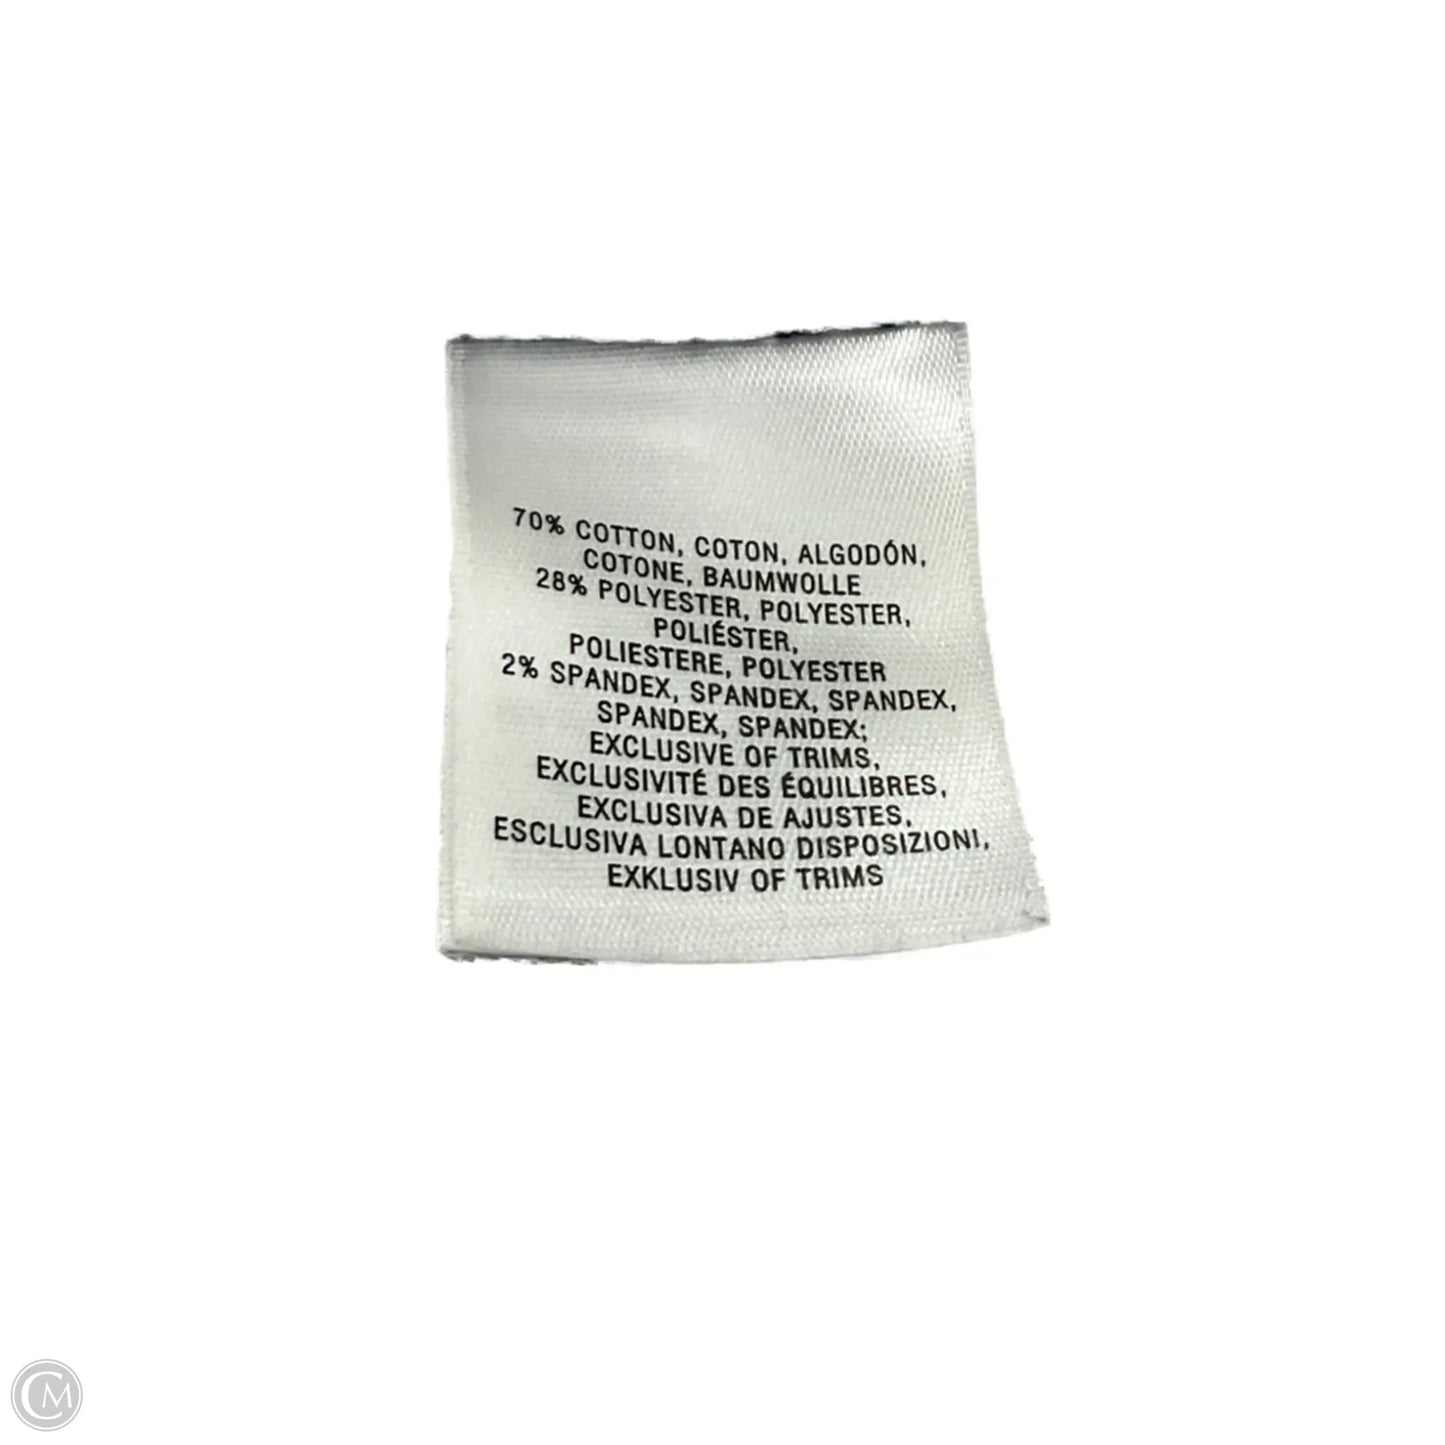 70% COTTON, COTON, ALGODÓN,
COTONE, BAUMWOLLE
28% POLYESTER, POLYESTER,
POLIÉSTER,
POLIESTERE, POLYESTER
2% SPANDEX, SPANDEX, SPANDEX,
SPANDEX, SPANDEX;
EXCLUSIVE OF TRIMS,
EXCLUSIVITÉ DES ÉQUILIBRES,
EXCLUSIVA DE AJUSTES,
ESCLUSIVA LONTANO DISPOSIZIONI,
EXKLUSIV OF TRIMS
CM